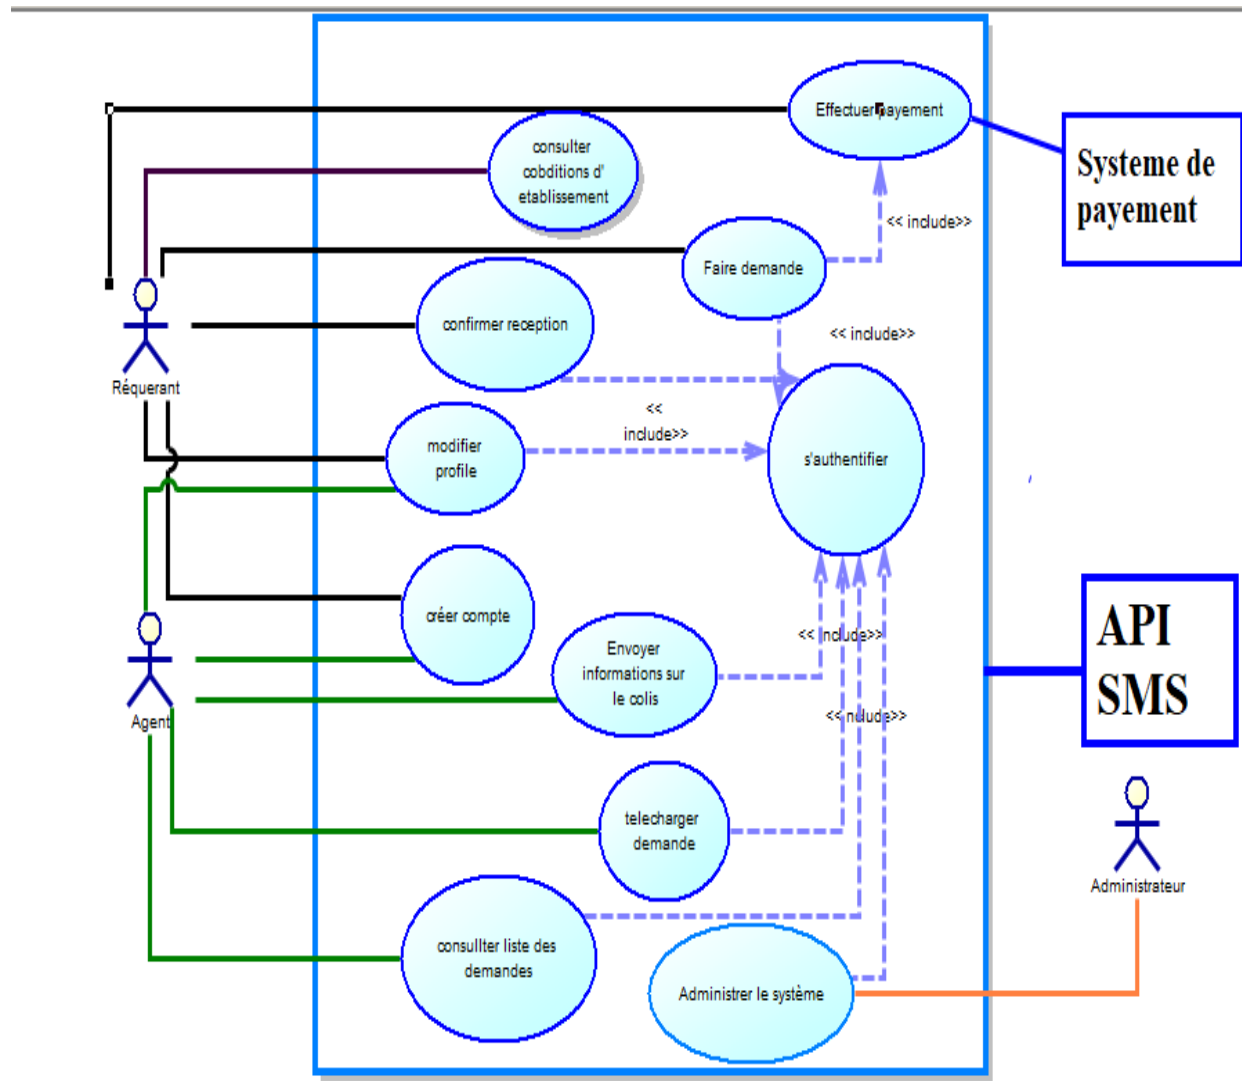 Effectuer payement
consulter
cobditions d'
etablissement
Systeme de
payement
<< include>>
Faire demande
confirmer reception
<< include>>
Réquerant
<<
include>>
modifier
profile
s'authentifier
créer compte
API
SMS
<< include>>
Envoyer
informations sur
le colis
Agent
<< include>>
telecharger
demande
Administrateur
consullter liste des
demandes
Administrer le système